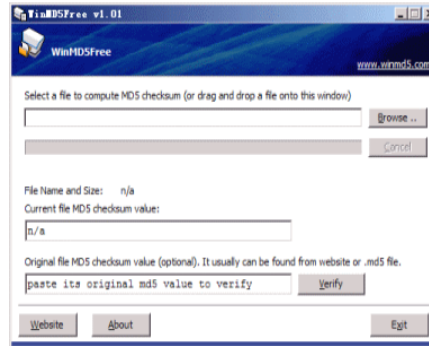 WinMD5Free v1.01
WinMD5Free
www.winmd5.com
Select a file to compute MD5 checksum (or drag and drop a file onto this window)
Browse ..
Cancel
File Name and Size: n/a
Current file MD5 checksum value:
n/a
Original file MD5 checksum value (optional). It usually can be found from website or .md5 file.
paste its original md5 value to verify Verify
Website About Exit